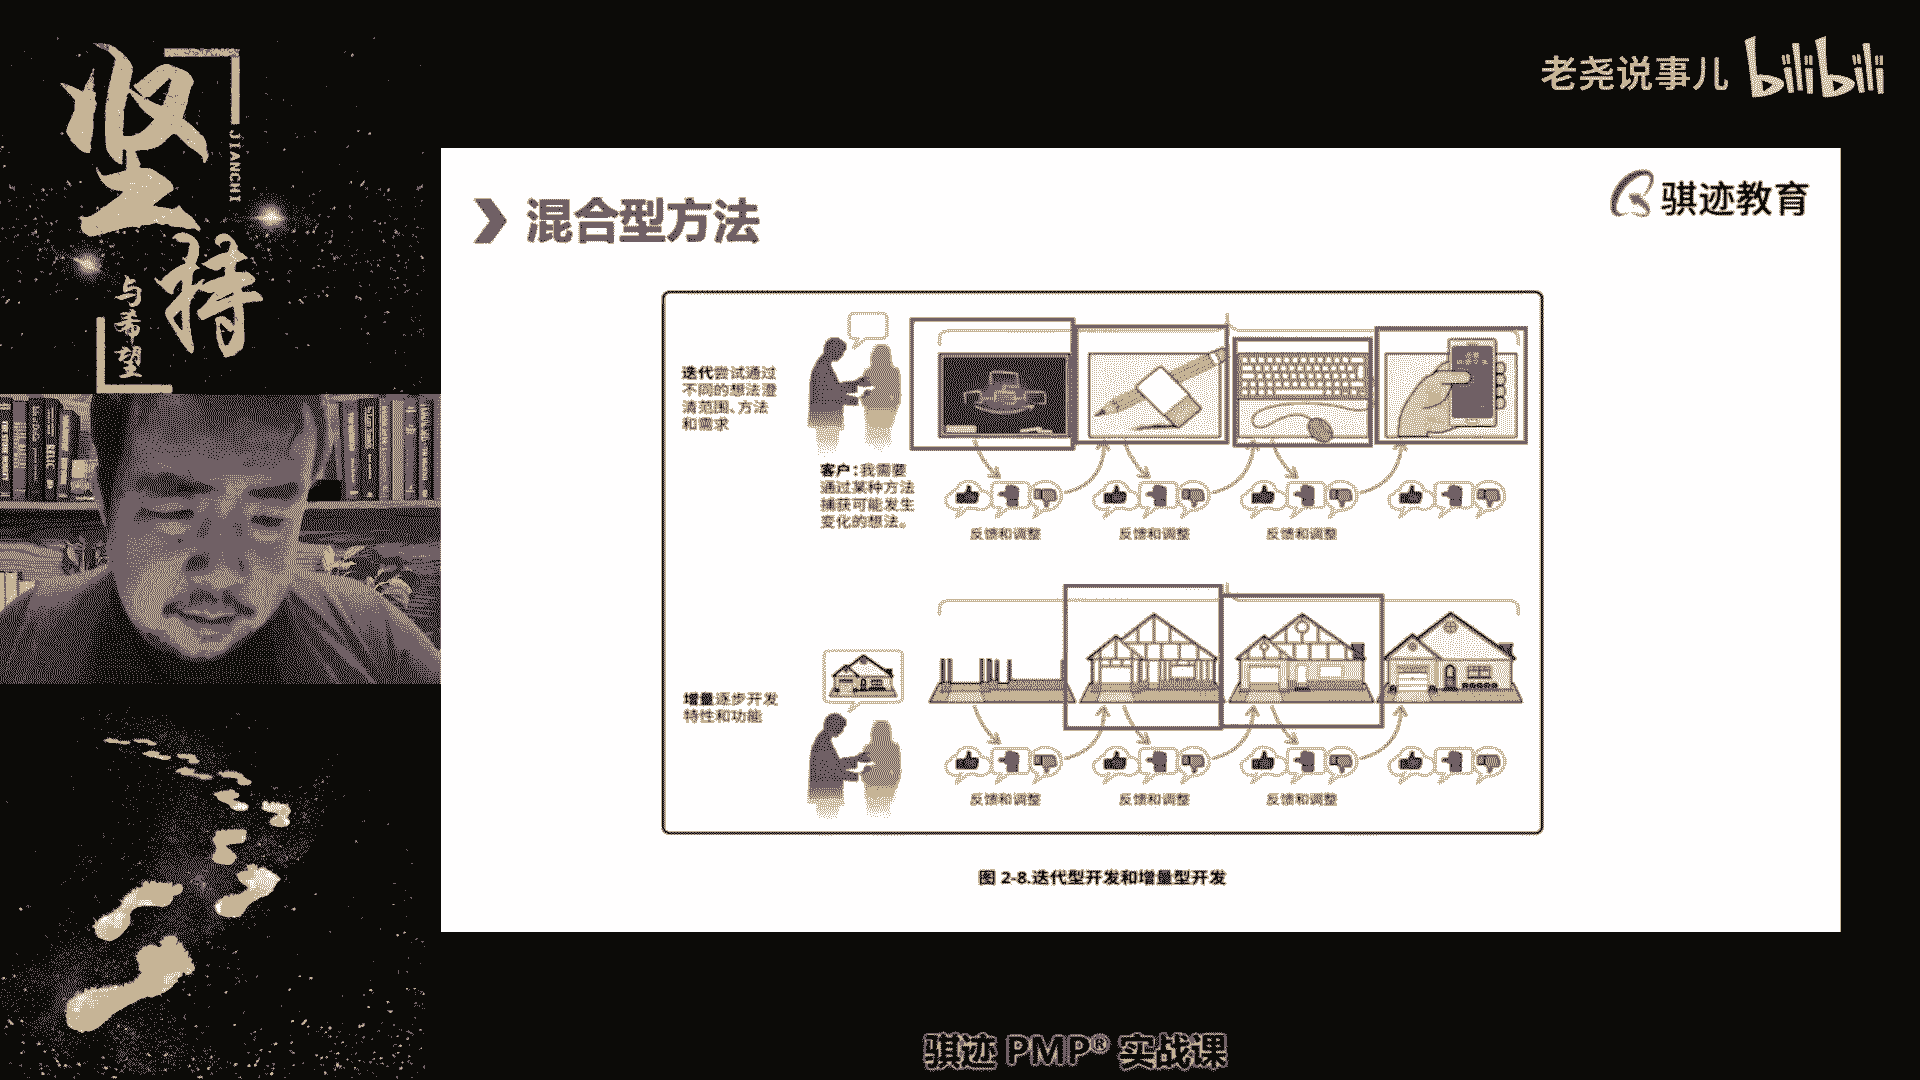 坚持
JIANCHI
与希望
老尧说事儿 bilibili
骐迹教育
混合型方法
迭代尝试通过
不同的想法澄
清范围、方法
和需求
客户：我需要
通过某种方法
捕获可能发生
变化的想法。
反馈和调整
反馈和调整
反馈和调整
增量逐步开发
特性和功能
反馈和调整
反馈和调整
反馈和调整
图 2-8.迭代型开发和增量型开发
骐迹 PMP® 实战课